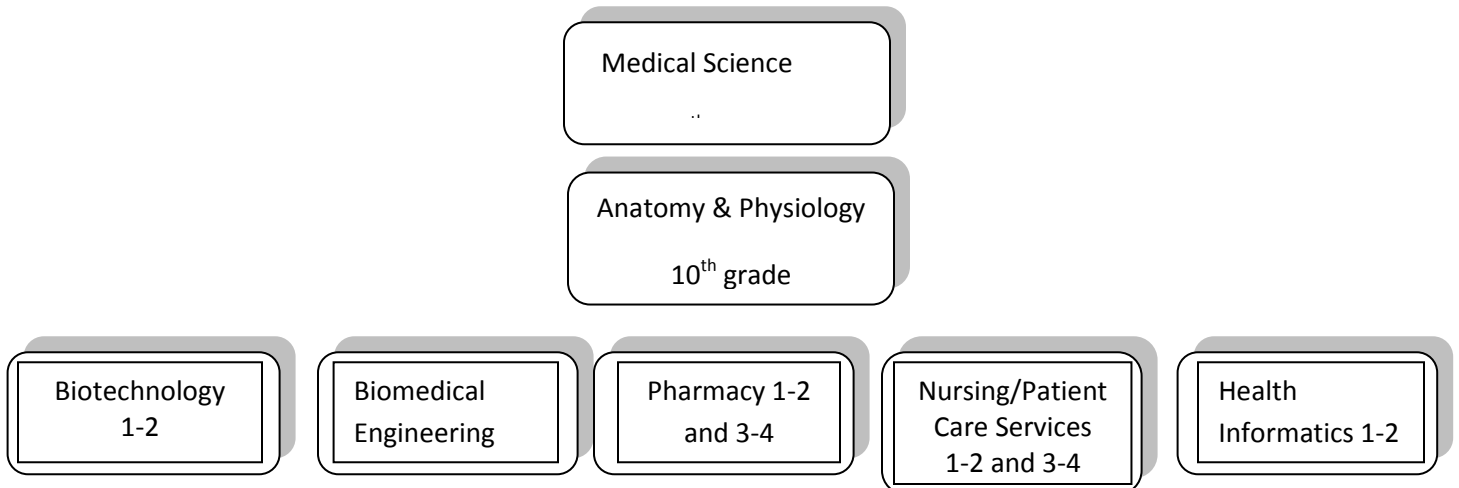 Medical Science
Anatomy & Physiology
10th grade
Biotechnology
1-2
Biomedical
Engineering
Pharmacy 1-2
and 3-4
Nursing/Patient
Care Services
1-2 and 3-4
Health
Informatics 1-2